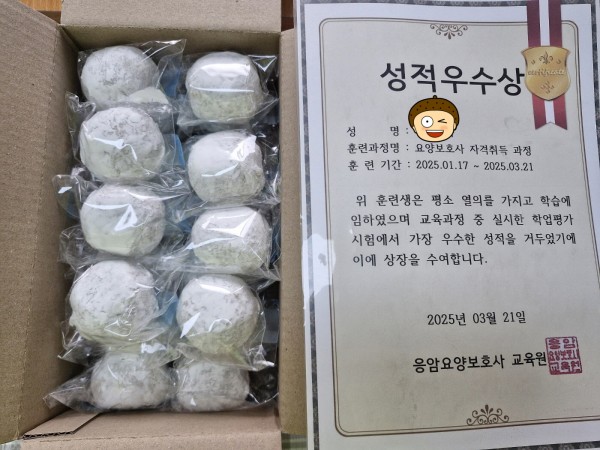 성적우수상
성 명 :
훈련과정명 : 요양보호사 자격취득 과정
훈 련 기간 : 2025.01.17 ~ 2025.03.21
위 훈련생은 평소 열의를 가지고 학습에
임하였으며 교육과정 중 실시한 학업평가
시험에서 가장 우수한 성적을 거두었기에
이에 상장을 수여합니다.
2025년 03월 21일
응암요양보호사 교육원